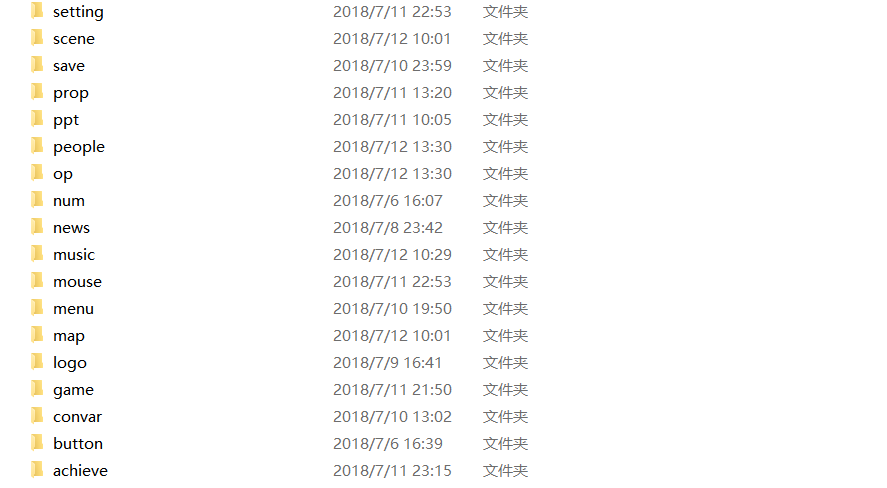 setting 2018/7/11 22:53 文件夹
scene 2018/7/12 10:01 文件夹
save 2018/7/10 23:59 文件夹
prop 2018/7/11 13:20 文件夹
ppt 2018/7/11 10:05 文件夹
people 2018/7/12 13:30 文件夹
op 2018/7/12 13:30 文件夹
num 2018/7/6 16:07 文件夹
news 2018/7/8 23:42 文件夹
music 2018/7/12 10:29 文件夹
mouse 2018/7/11 22:53 文件夹
menu 2018/7/10 19:50 文件夹
map 2018/7/12 10:01 文件夹
logo 2018/7/9 16:41 文件夹
game 2018/7/11 21:50 文件夹
convar 2018/7/10 13:02 文件夹
button 2018/7/6 16:39 文件夹
achieve 2018/7/11 23:15 文件夹